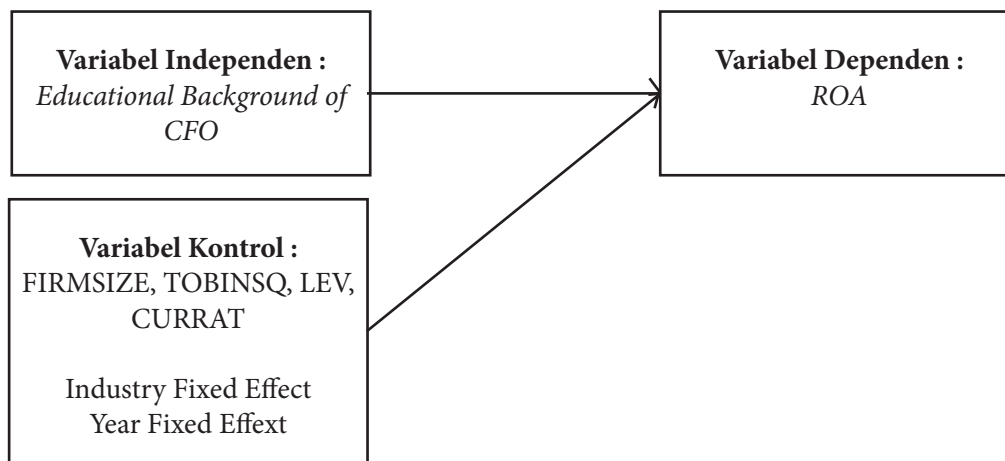 Variabel Independen :
Educational Background of
CFO
Variabel Dependen :
ROA
Variabel Kontrol :
FIRMSIZE, TOBINSQ, LEV,
CURRAT
Industry Fixed Effect
Year Fixed Effext